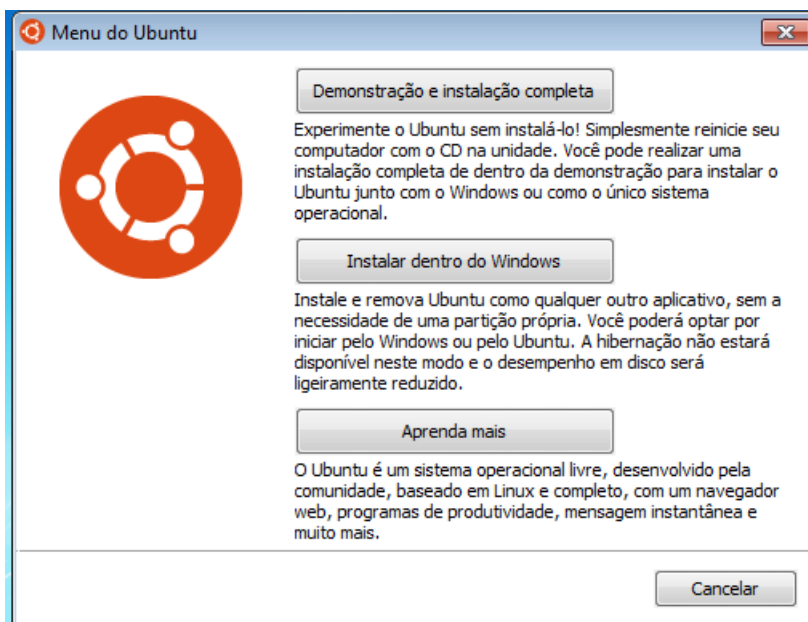 Menu do Ubuntu
Demonstração e instalação completa
Experimente o Ubuntu sem instalá-lo! Simplesmente reinicie seu
computador com o CD na unidade. Você pode realizar uma
instalação completa de dentro da demonstração para instalar o
Ubuntu junto com o Windows ou como o único sistema
operacional.
Instalar dentro do Windows
Instale e remova Ubuntu como qualquer outro aplicativo, sem a
necessidade de uma partição própria. Você poderá optar por
iniciar pelo Windows ou pelo Ubuntu. A hibernação não estará
disponível neste modo e o desempenho em disco será
ligeiramente reduzido.
Aprenda mais
O Ubuntu é um sistema operacional livre, desenvolvido pela
comunidade, baseado em Linux e completo, com um navegador
web, programas de produtividade, mensagem instantânea e
muito mais.
Cancelar